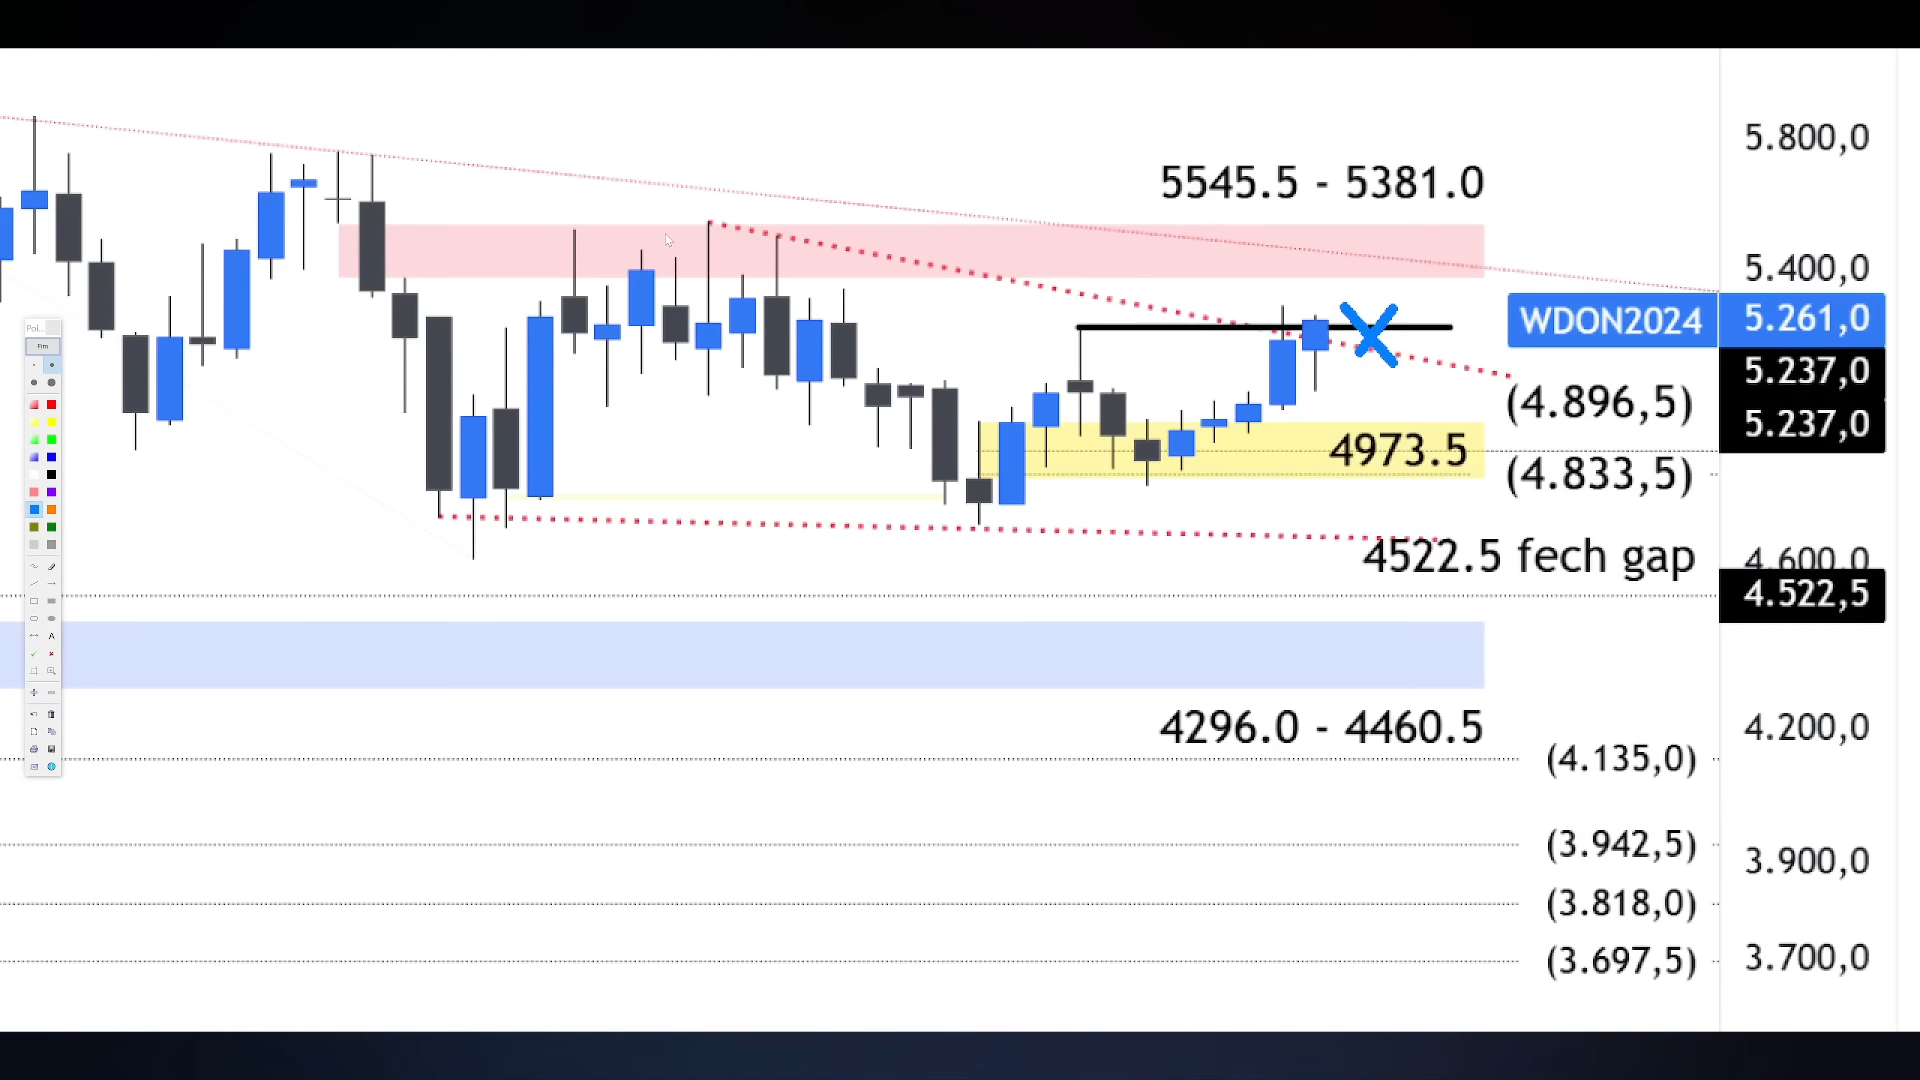 5.800,0
5545.5 - 5381.0
5.400,0
WDON2024
5.261,0
Poi...
Fim
5.237,0
(4.896,5)
5.237,0
4973.5
(4.833,5)
4522.5 fech gap
4.600,0
4.522,5
4296.0 - 4460.5
4.200,0
(4.135,0)
(3.942,5)
3.900,0
(3.818,0)
(3.697,5)
3.700,0